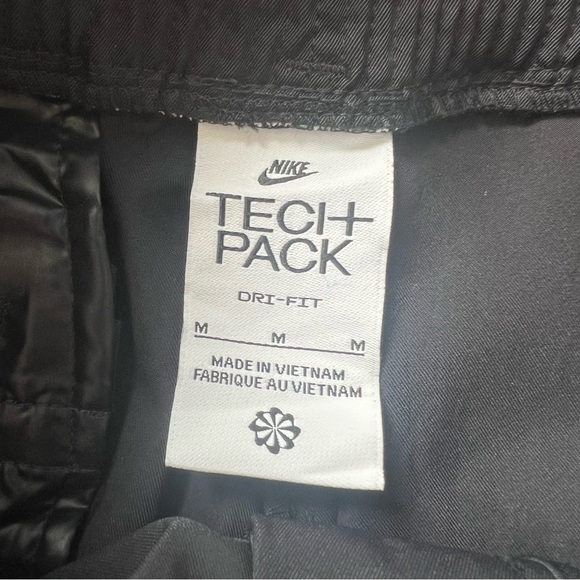 NIKE
TECH
PACK
DRI-FIT
M M M
MADE IN VIETNAM
FABRIQUE AU VIETNAM